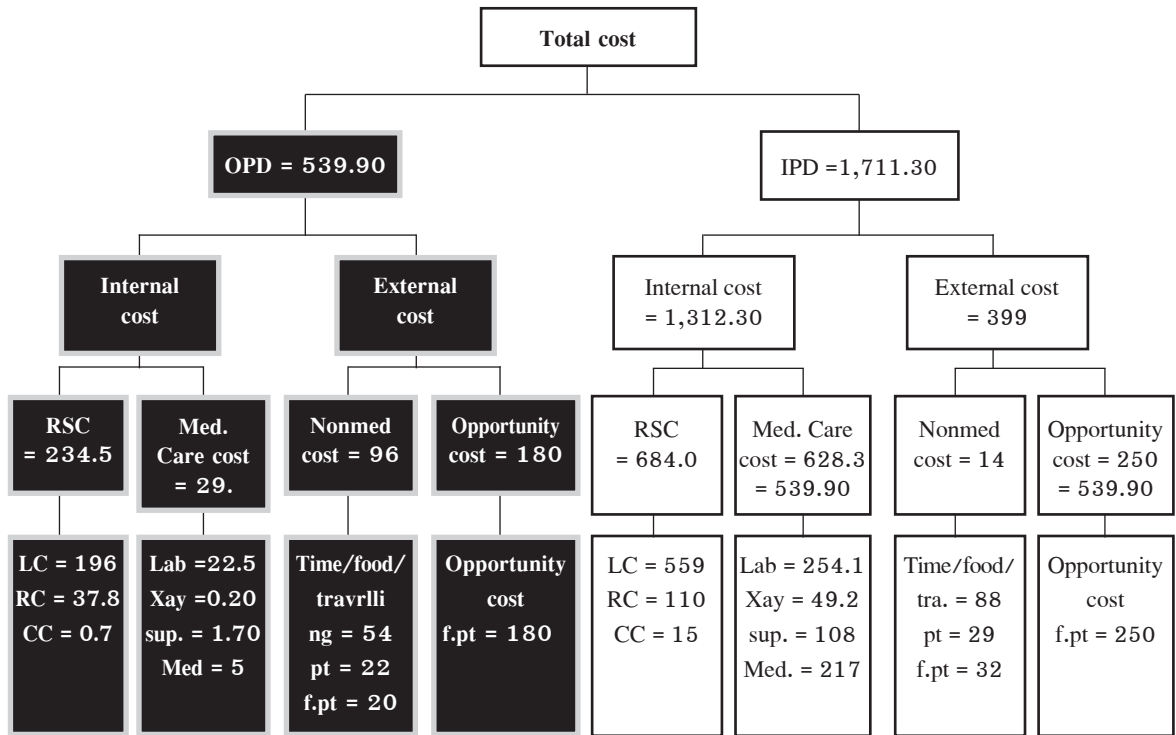 Total cost
OPD = 539.90
IPD =1,711.30
Internal
cost
External
cost
Internal cost
= 1,312.30
External cost
= 399
RSC
= 234.5
Med.
Care cost
= 29.
Nonmed
cost = 96
Opportunity
cost = 180
RSC
= 684.0
Med. Care
cost = 628.3
= 539.90
Nonmed
cost = 14
Opportunity
cost = 250
= 539.90
LC = 196
RC = 37.8
CC = 0.7
Lab =22.5
Xay =0.20
sup. = 1.70
Med = 5
Time/food/
travrlli
ng = 54
pt = 22
f.pt = 20
Opportunity
cost
f.pt = 180
LC = 559
RC = 110
CC = 15
Lab = 254.1
Xay = 49.2
sup. = 108
Med. = 217
Time/food/
tra. = 88
pt = 29
f.pt = 32
Opportunity
cost
f.pt = 250